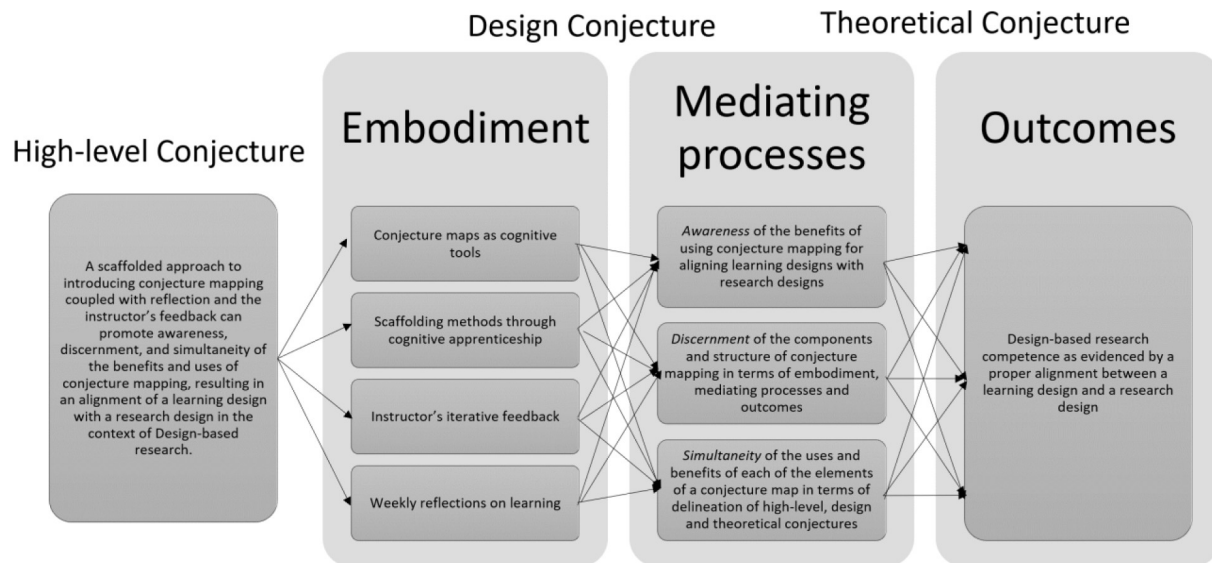 Design Conjecture
Theoretical Conjecture
High-level Conjecture
A scaffolded approach to
introducing conjecture mapping
coupled with reflection and the
instructor's feedback can
promote awareness,
discernment, and simultaneity of
the benefits and uses of
conjecture mapping, resulting in
an alignment of a learning design
with a research design in the
context of Design-based
research.
Embodiment
Conjecture maps as cognitive
tools
Scaffolding methods through
cognitive apprenticeship
Instructor's iterative feedback
Weekly reflections on learning
Mediating
processes
Awareness of the benefits of
using conjecture mapping for
aligning learning designs with
research designs
Discernment of the components
and structure of conjecture
mapping in terms of embodiment,
mediating processes and
outcomes
Simultaneity of the uses and
benefits of each of the elements
of a conjecture map in terms of
delineation of high-level, design
and theoretical conjectures
Outcomes
Design-based research
competence as evidenced by a
proper alignment between a
learning design and a research
design